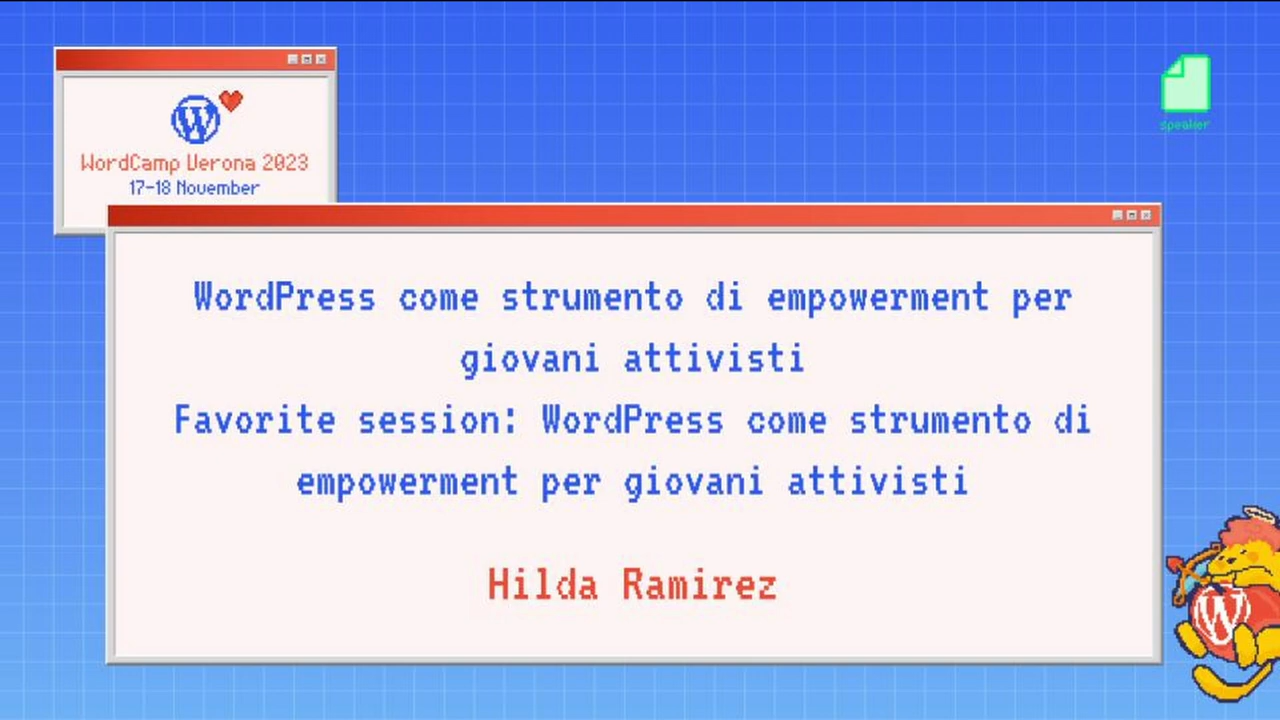 WordCamp Verona 2023
17-18 November
speaker
WordPress come strumento di empowerment per
giovani attivisti
Favorite session: WordPress come strumento di
empowerment per giovani attivisti
Hilda Ramirez